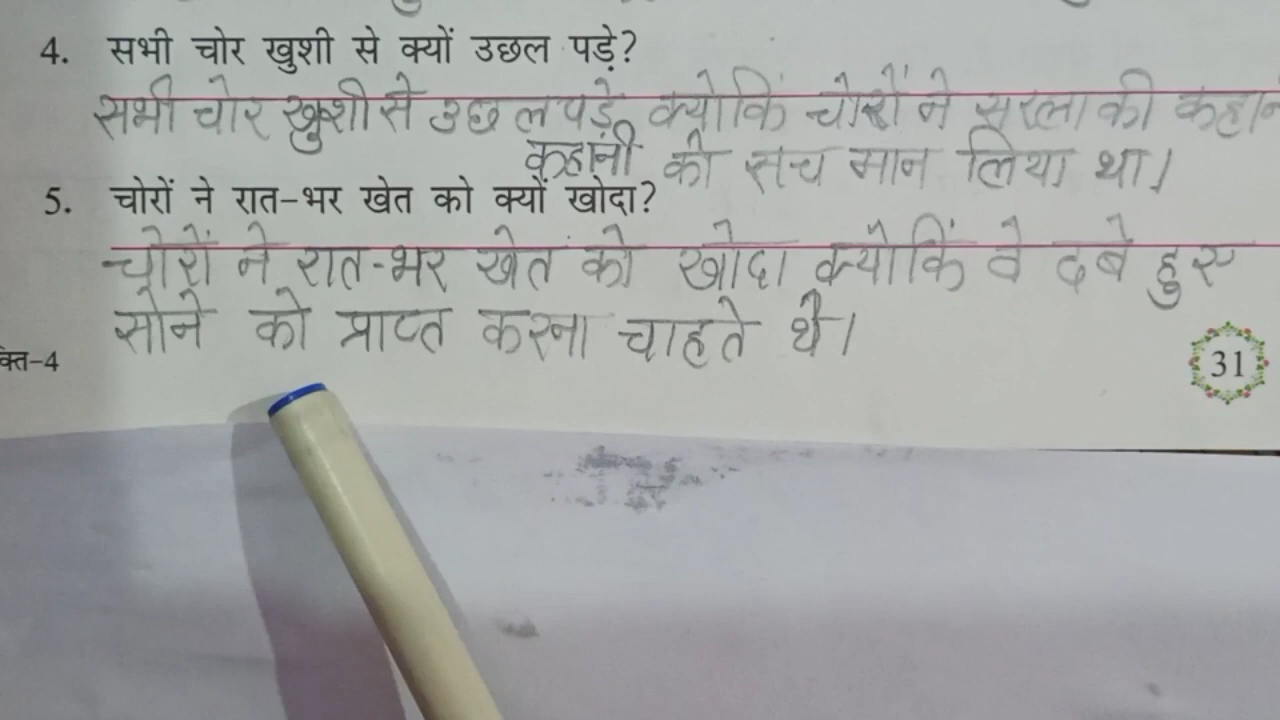 4. सभी चोर खुशी से क्यों उछल पड़े?
सभी चोर खुशी से उछल पड़े क्योकिं चोरों ने सरला की कहान
कहांनी को सच मान लिया था।
5. चोरों ने रात-भर खेत को क्यों खोदा?
चोरों ने रात-भर खेत को खोदा क्योकिं वे दबे हुए
सोने को प्राप्त करना चाहते थे।
क्ति-4
31